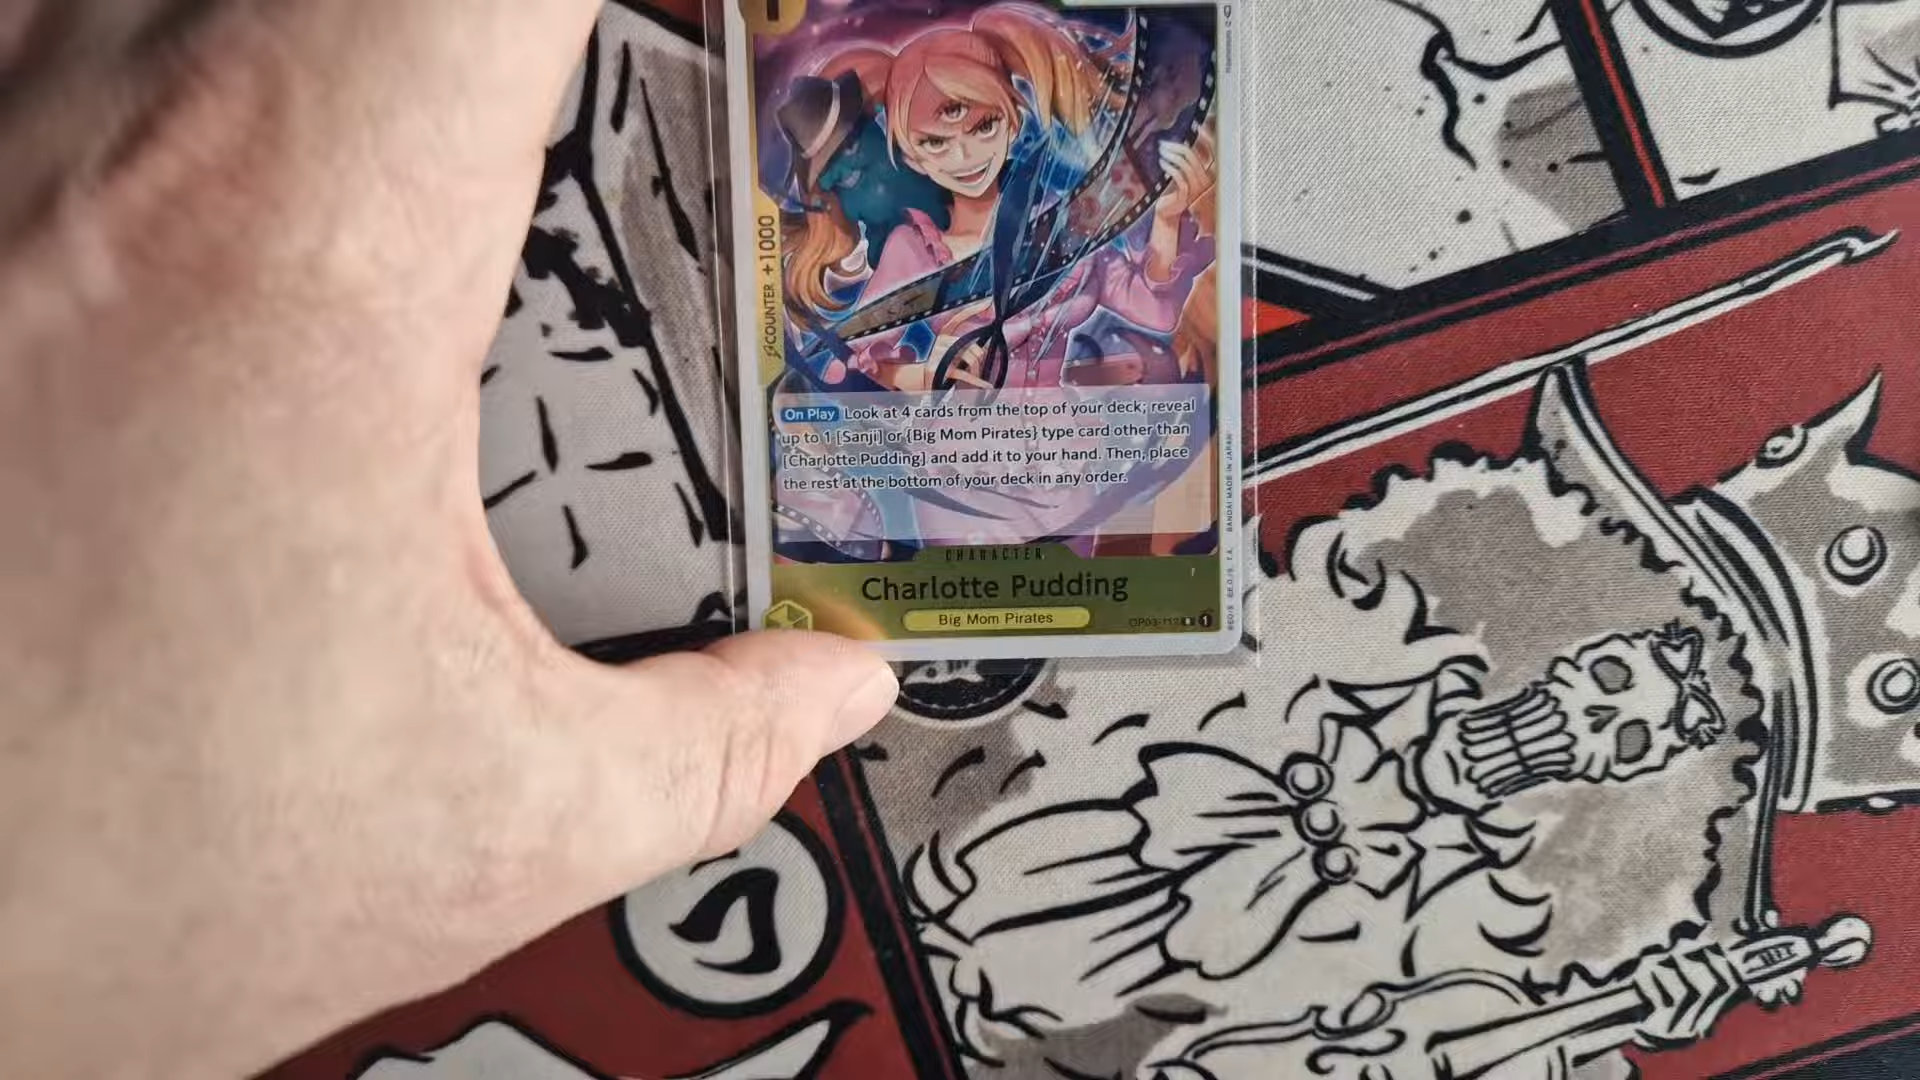 COUNTER +1000
On Play Look at 4 cards from the top of your deck; reveal
up to 1 [Sanji] or {Big Mom Pirates} type card other than
[Charlotte Pudding] and add it to your hand. Then, place
the rest at the bottom of your deck in any order.
CHARACTER
Charlotte Pudding
Big Mom Pirates
1
BANDAI MADE IN JAPAN